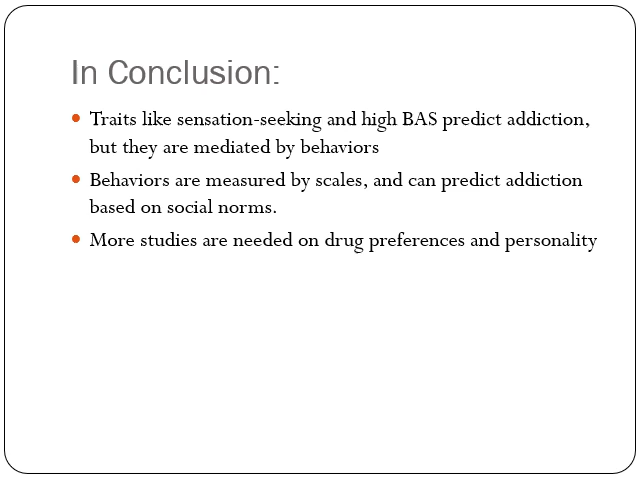 In Conclusion:
Traits like sensation-seeking and high BAS predict addiction,
but they are mediated by behaviors
Behaviors are measured by scales, and can predict addiction
based on social norms.
More studies are needed on drug preferences and personality